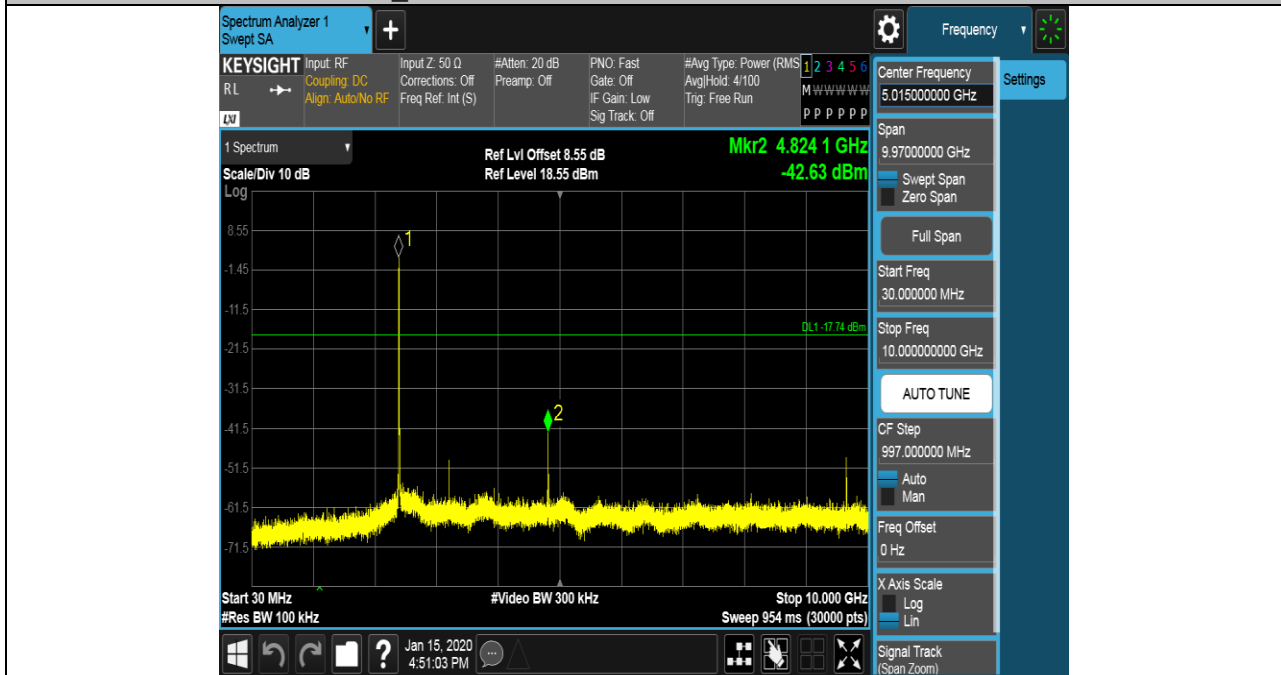 Spectrum Analyzer 1
Swept SA
+
Frequency
KEYSIGHT
RL
LXI
Input: RF
Coupling: DC
Align: Auto/No RF
Input Z: 50 Ω
Corrections: Off
Freq Ref: Int (S)
#Atten: 20 dB
Preamp: Off
PNO: Fast
Gate: Off
IF Gain: Low
Sig Track: Off
#Avg Type: Power (RMS
Avg|Hold: 4/100
Trig: Free Run
1 2 3 4 5 6
M W W W W W
P P P P P P
1 Spectrum
Scale/Div 10 dB
Ref Lvl Offset 8.55 dB
Ref Level 18.55 dBm
Mkr2 4.824 1 GHz
-42.63 dBm
Log
8.55
-1.45
-11.5
-21.5
-31.5
-41.5
-51.5
-61.5
-71.5
1
DL1 -17.74 dBm
2
Start 30 MHz
#Res BW 100 kHz
#Video BW 300 kHz
Stop 10.000 GHz
Sweep 954 ms (30000 pts)
Center Frequency
5.015000000 GHz
Settings
Span
9.97000000 GHz
Swept Span
Zero Span
Full Span
Start Freq
30.000000 MHz
Stop Freq
10.000000000 GHz
AUTO TUNE
CF Step
997.000000 MHz
Auto
Man
Freq Offset
0 Hz
X Axis Scale
Log
Lin
Signal Track
(Span Zoom)
?
Jan 15, 2020
4:51:03 PM